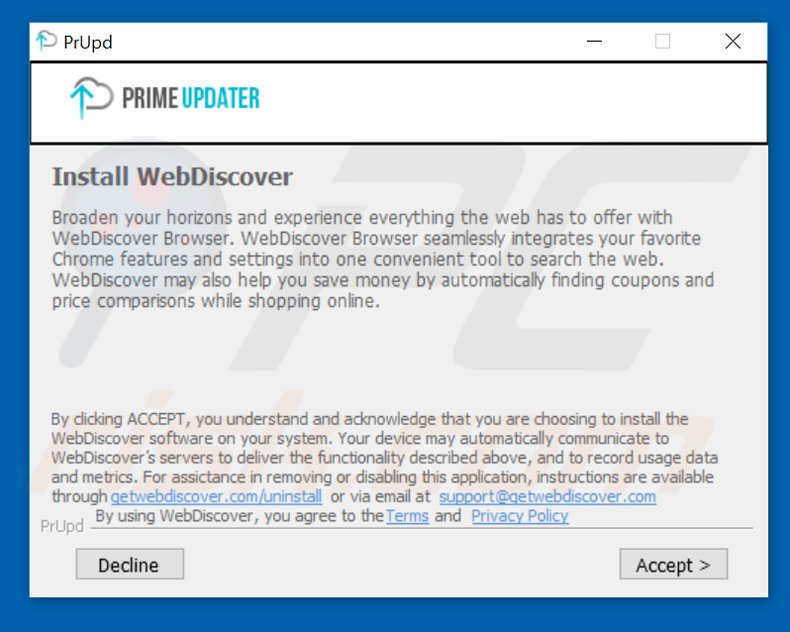 PrUpd
PRIME UPDATER
Install WebDiscover
Broaden your horizons and experience everything the web has to offer with
WebDiscover Browser. WebDiscover Browser seamlessly integrates your favorite
Chrome features and settings into one convenient tool to search the web.
WebDiscover may also help you save money by automatically finding coupons and
price comparisons while shopping online.
By clicking ACCEPT, you understand and acknowledge that you are choosing to install the
WebDiscover software on your system. Your device may automatically communicate to
WebDiscover's servers to deliver the functionality described above, and to record usage data
and metrics. For assictance in removing or disabling this application, instructions are available
through getwebdiscover.com/uninstall or via email at support@getwebdiscover.com
By using WebDiscover, you agree to the Terms and Privacy Policy
PrUpd
Decline
Accept >